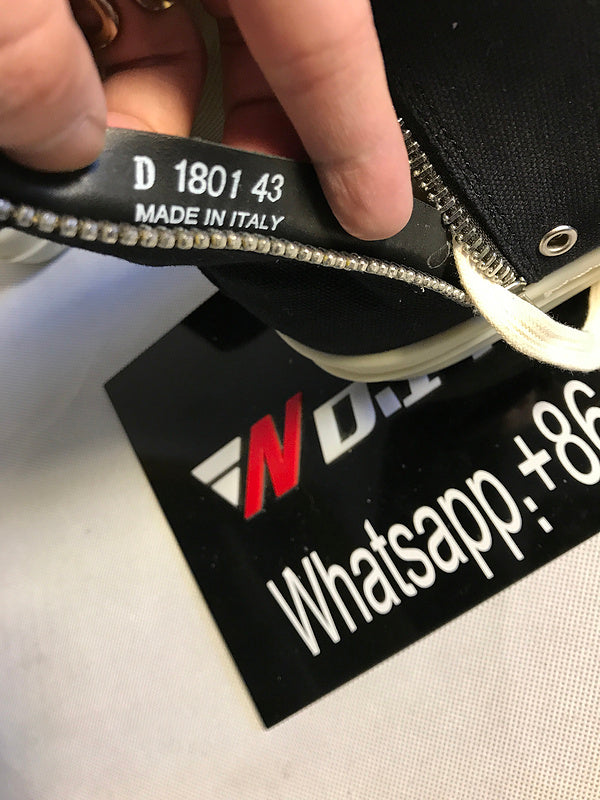 D 1801 43
MADE IN ITALY
N
Whatsapp:+86